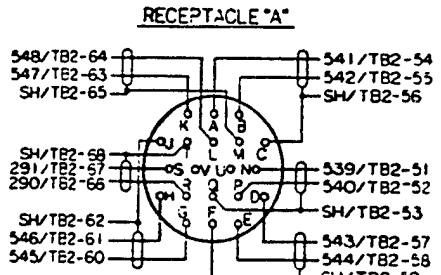 RECEPTACLE "A"
548/TB2-64
547/TB2-63
SH/TB2-65
541/TB2-54
542/TB2-55
SH/TB2-56
K A B
J T L M C
S V U N
R P D
H G F E
SH/TB2-68
291/TB2-67
290/TB2-66
539/TB2-51
540/TB2-52
SH/TB2-53
SH/TB2-62
546/TB2-61
545/TB2-60
543/TB2-57
544/TB2-58